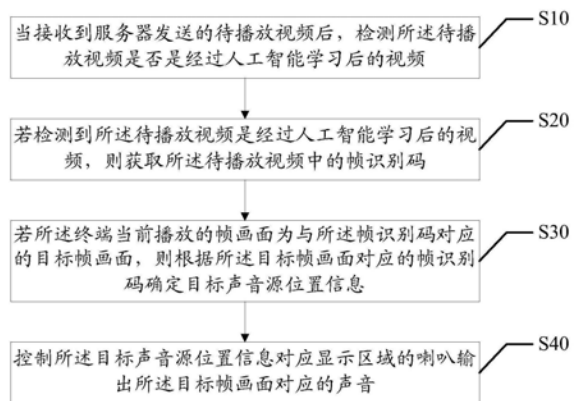 当接收到服务器发送的待播放视频后，检测所述待播
放视频是否是经过人工智能学习后的视频
S10
若检测到所述待播放视频是经过人工智能学习后的视
频，则获取所述待播放视频中的帧识别码
S20
若所述终端当前播放的帧画面为与所述帧识别码对应
的目标帧画面，则根据所述目标帧画面对应的帧识别
码确定目标声音源位置信息
S30
控制所述目标声音源位置信息对应显示区域的喇叭输
出所述目标帧画面对应的声音
S40